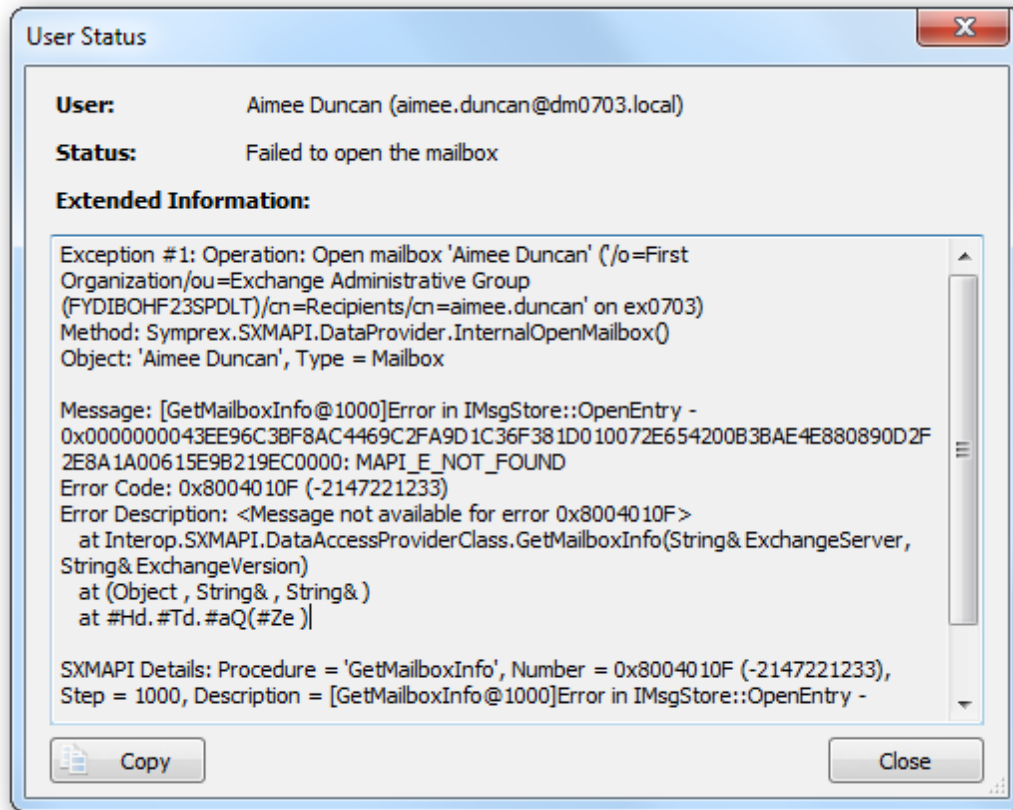 User Status
User: Aimee Duncan (aimee.duncan@dm0703.local)
Status: Failed to open the mailbox
Extended Information:
Exception #1: Operation: Open mailbox 'Aimee Duncan' ('/o=First
Organization/ou=Exchange Administrative Group
(FYDIBOHF23SPDLT)/cn=Recipients/cn=aimee.duncan' on ex0703)
Method: Symprex.SXMAPI.DataProvider.InternalOpenMailbox()
Object: 'Aimee Duncan', Type = Mailbox
Message: [GetMailboxInfo@1000]Error in IMsgStore::OpenEntry -
0x0000000043EE96C3BF8AC4469C2FA9D1C36F381D010072E654200B3BAE4E880890D2F
2E8A1A00615E9B219EC0000: MAPI_E_NOT_FOUND
Error Code: 0x8004010F (-2147221233)
Error Description: <Message not available for error 0x8004010F>
at Interop.SXMAPI.DataAccessProviderClass.GetMailboxInfo(String& ExchangeServer,
String& ExchangeVersion)
at (Object , String& , String& )
at #Hd.#Td.#aQ(#Ze )
SXMAPI Details: Procedure = 'GetMailboxInfo', Number = 0x8004010F (-2147221233),
Step = 1000, Description = [GetMailboxInfo@1000]Error in IMsgStore::OpenEntry -
Copy
Close